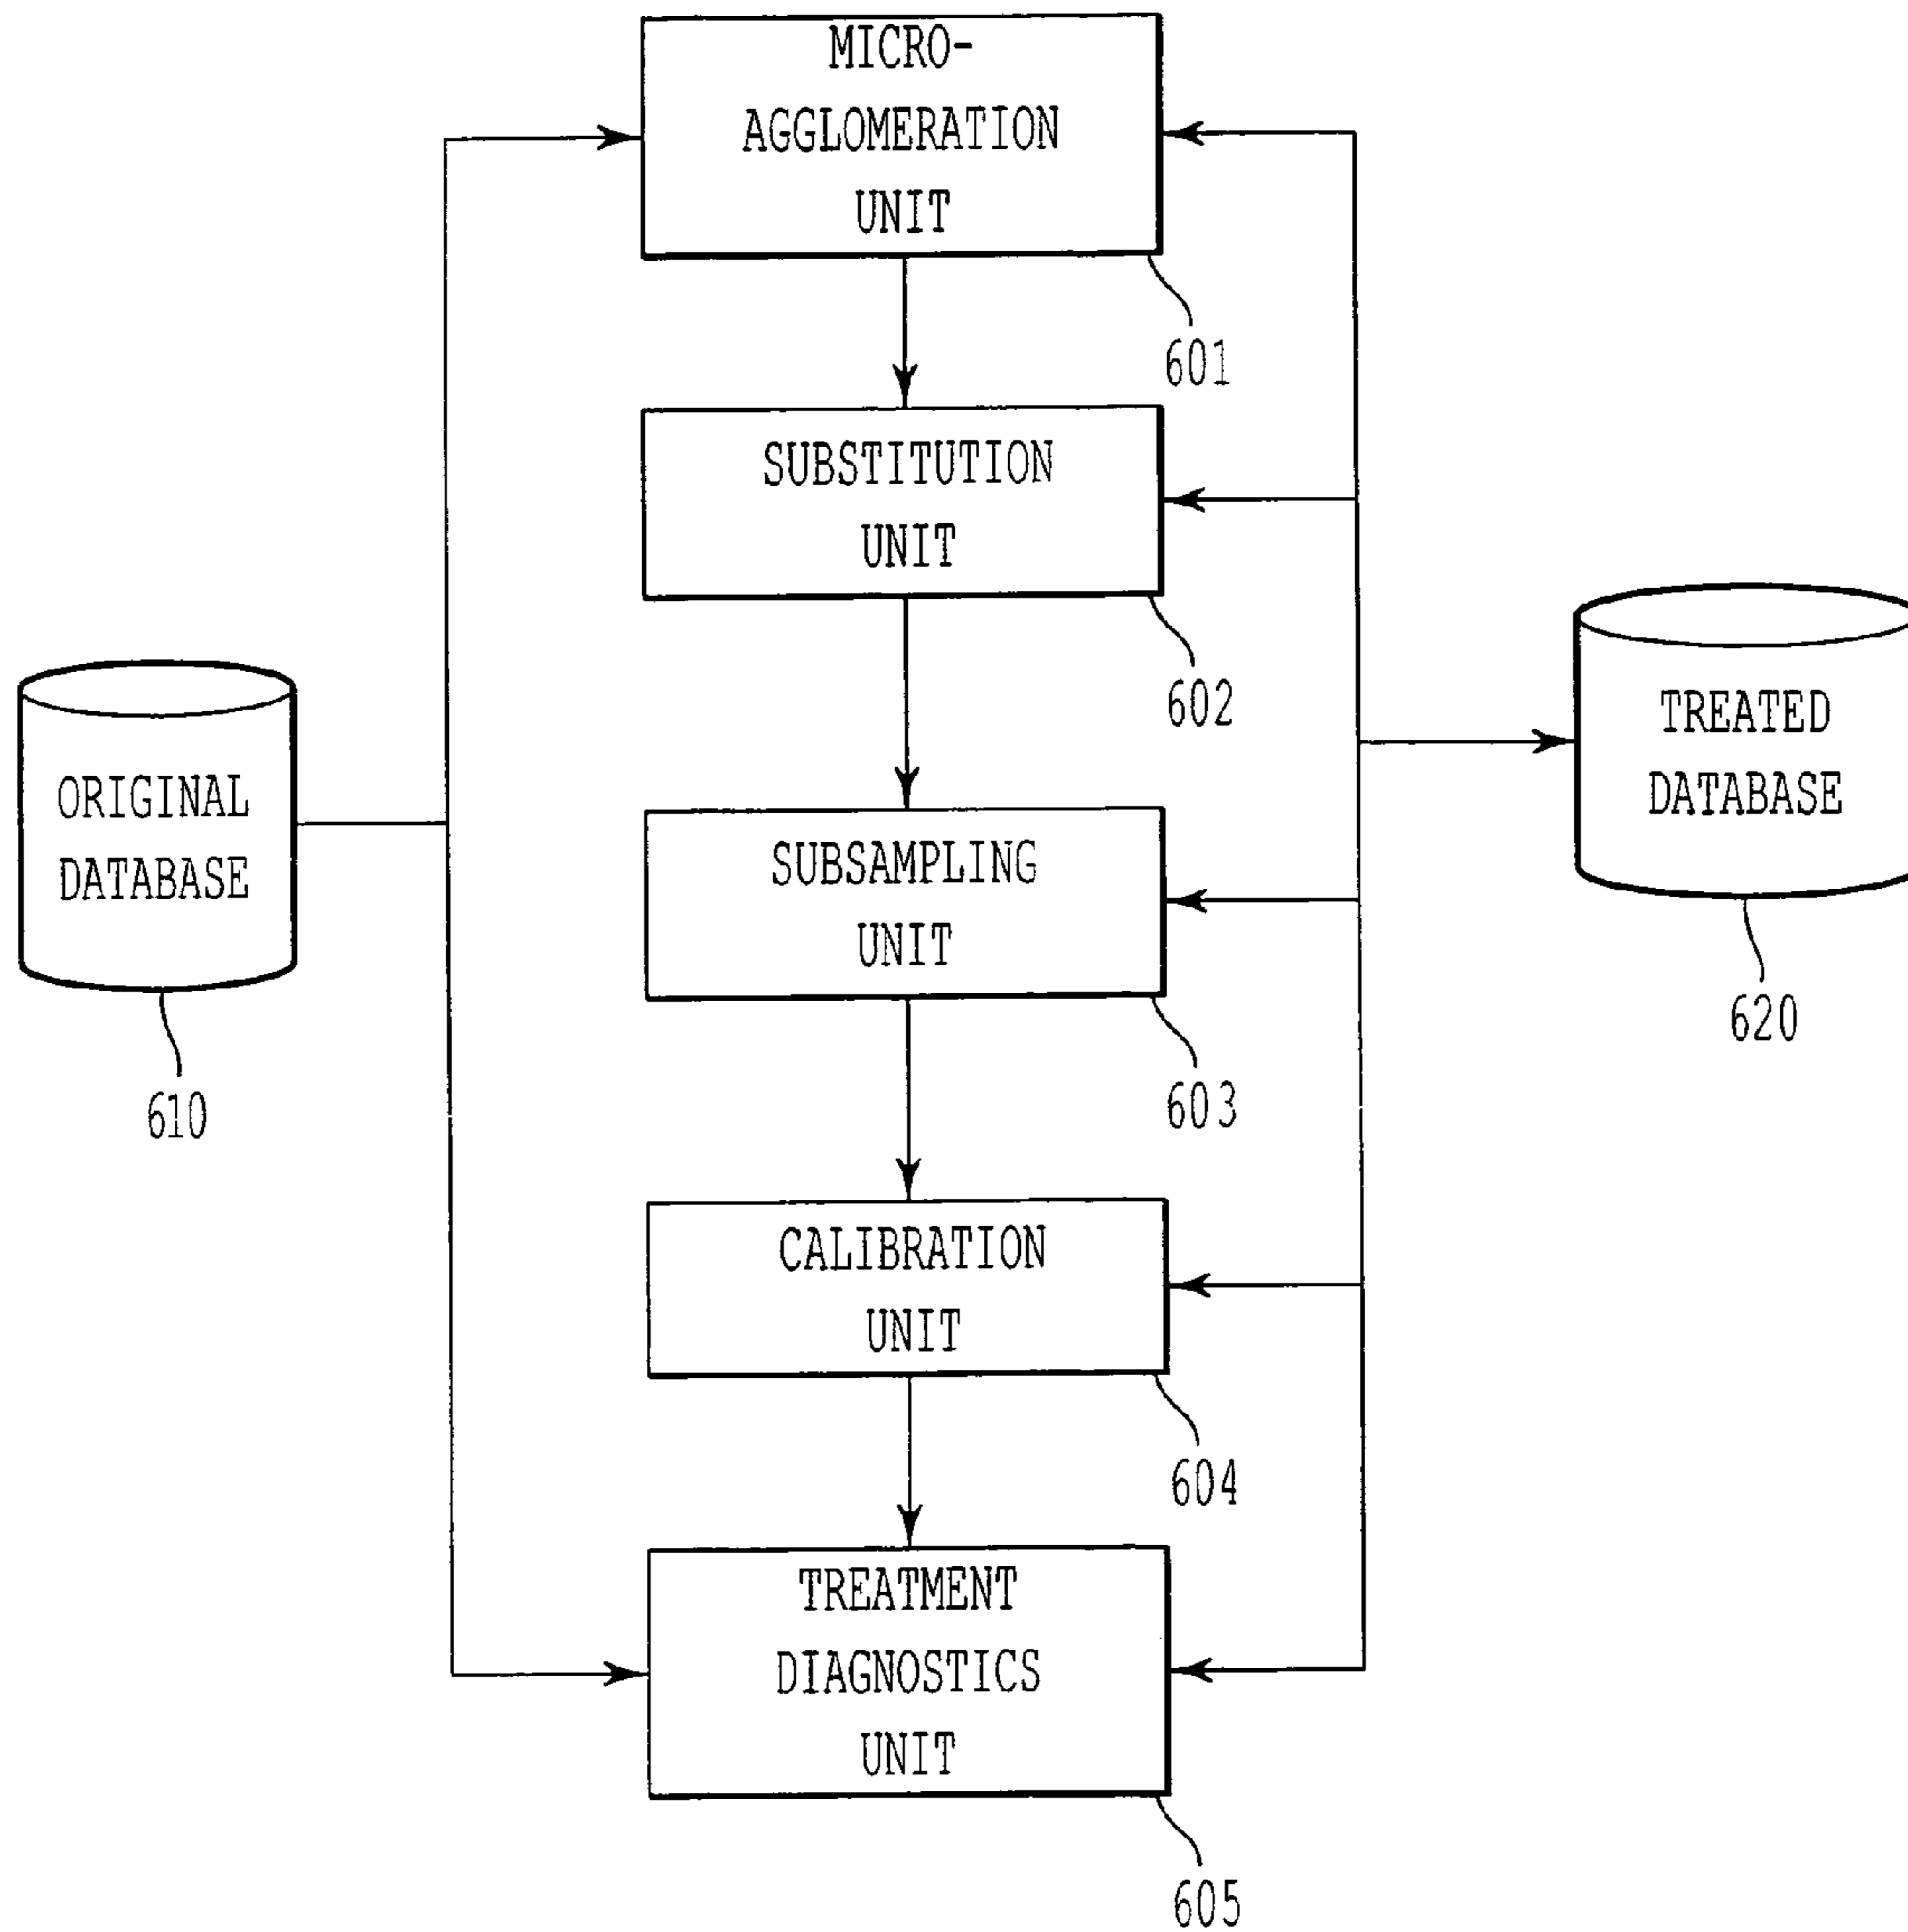 MICRO-
AGGLOMERATION
UNIT
601
SUBSTITUTION
UNIT
602
TREATED
DATABASE
620
ORIGINAL
DATABASE
610
SUBSAMPLING
UNIT
603
CALIBRATION
UNIT
604
TREATMENT
DIAGNOSTICS
UNIT
605